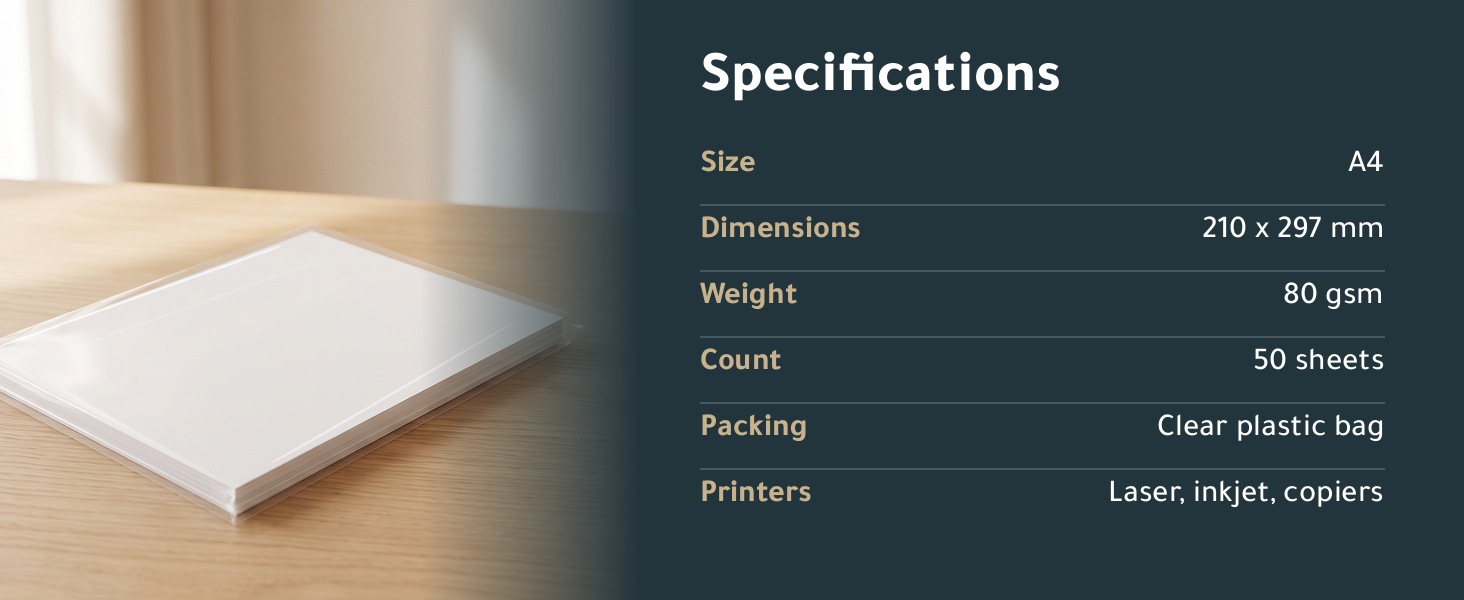 Specifications
Size A4
Dimensions 210 x 297 mm
Weight 80 gsm
Count 50 sheets
Packing Clear plastic bag
Printers Laser, inkjet, copiers